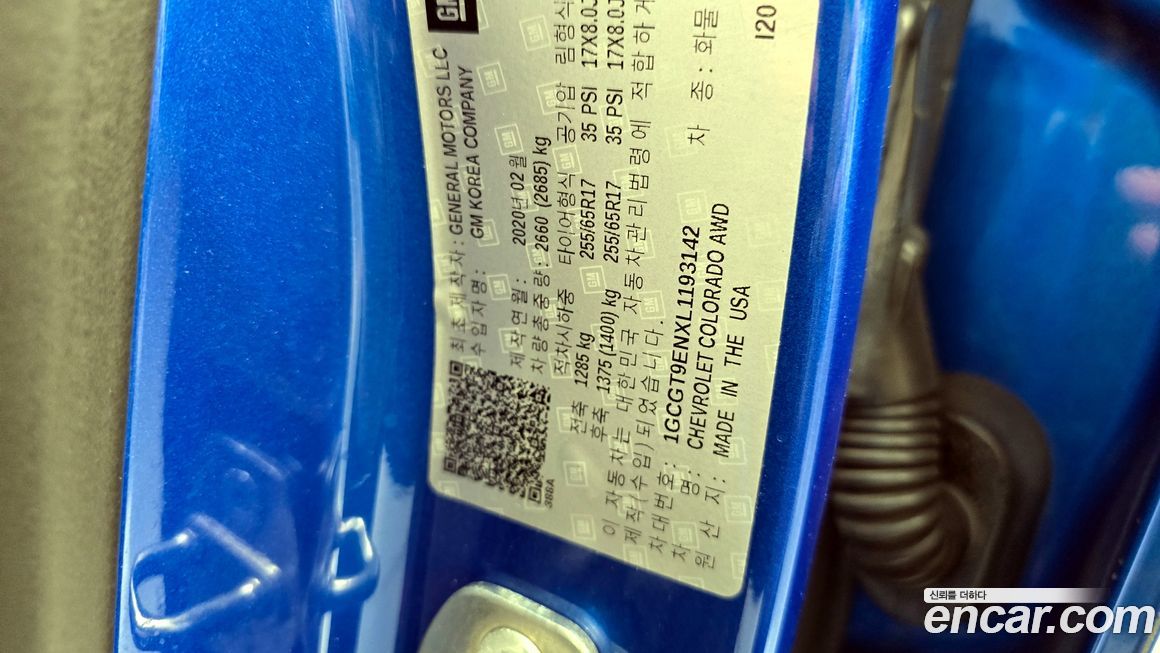 GM
최초제작자: GENERAL MOTORS LLC
수입자명: GM KOREA COMPANY
제작연월: 2020년 02월
차량총중량: 2660 (2685) kg
적차시하중 타이어형식 공기압 림형식
전축 1285 kg 255/65R17 35 PSI 17X8.0J
후축 1375 (1400) kg 255/65R17 35 PSI 17X8.0J
이 자동차는 대한민국 자동차관리법령에 적합하게
제작(수입)되었습니다.
차대번호: 1GCGT9ENXL1193142 차 종: 화물
차 명: CHEVROLET COLORADO AWD
원 산 지: MADE IN THE USA
I20
386A
신뢰를 더하다
encar.com